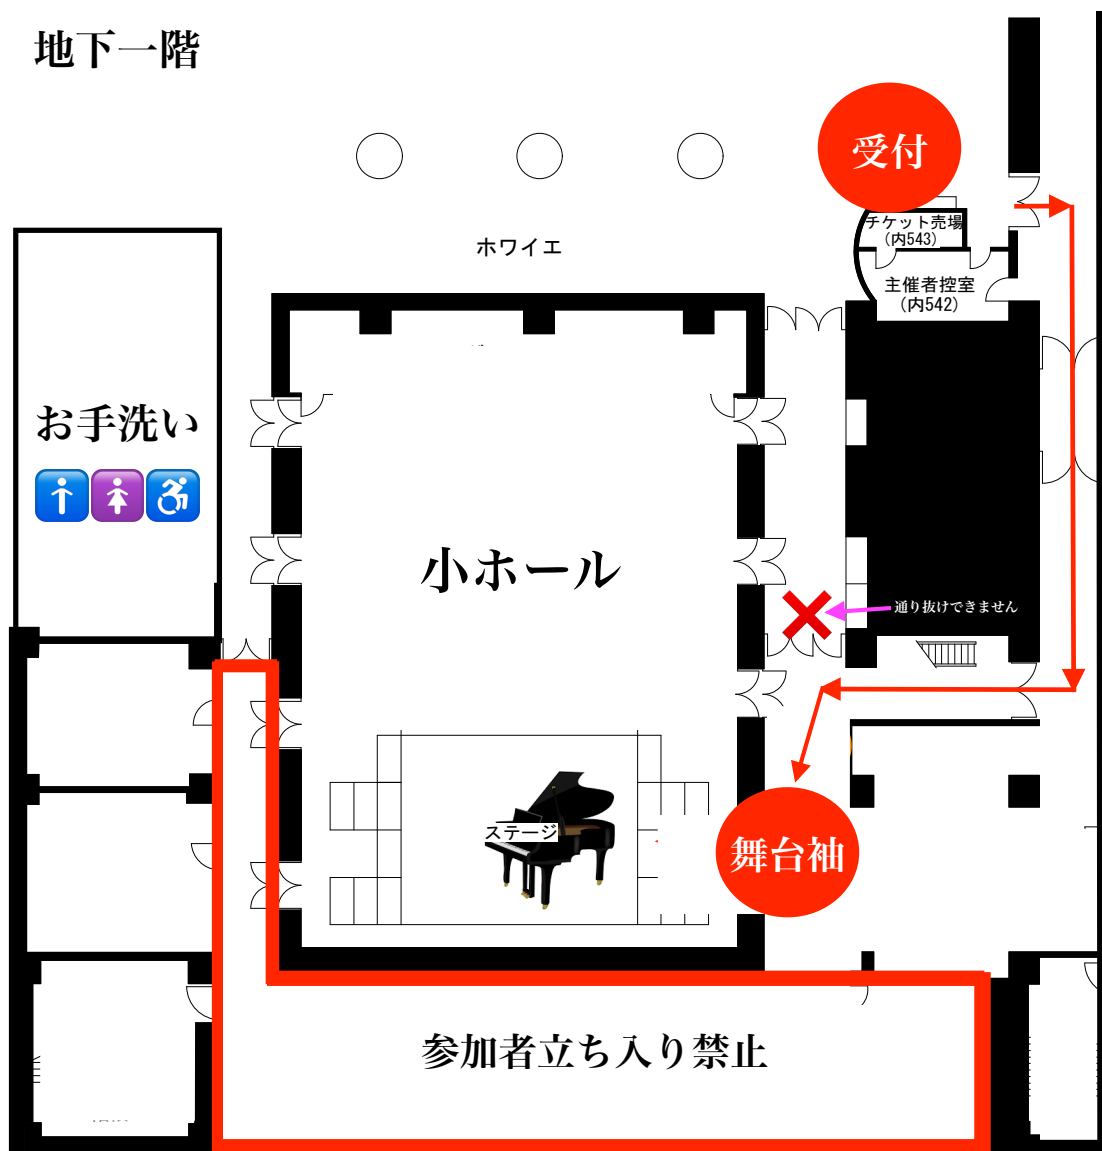 地下一階
受付
チケット売場
(内543)
ホワイエ
主催者控室
(内542)
お手洗い
小ホール
通り抜けできません
ステージ
舞台袖
参加者立ち入り禁止